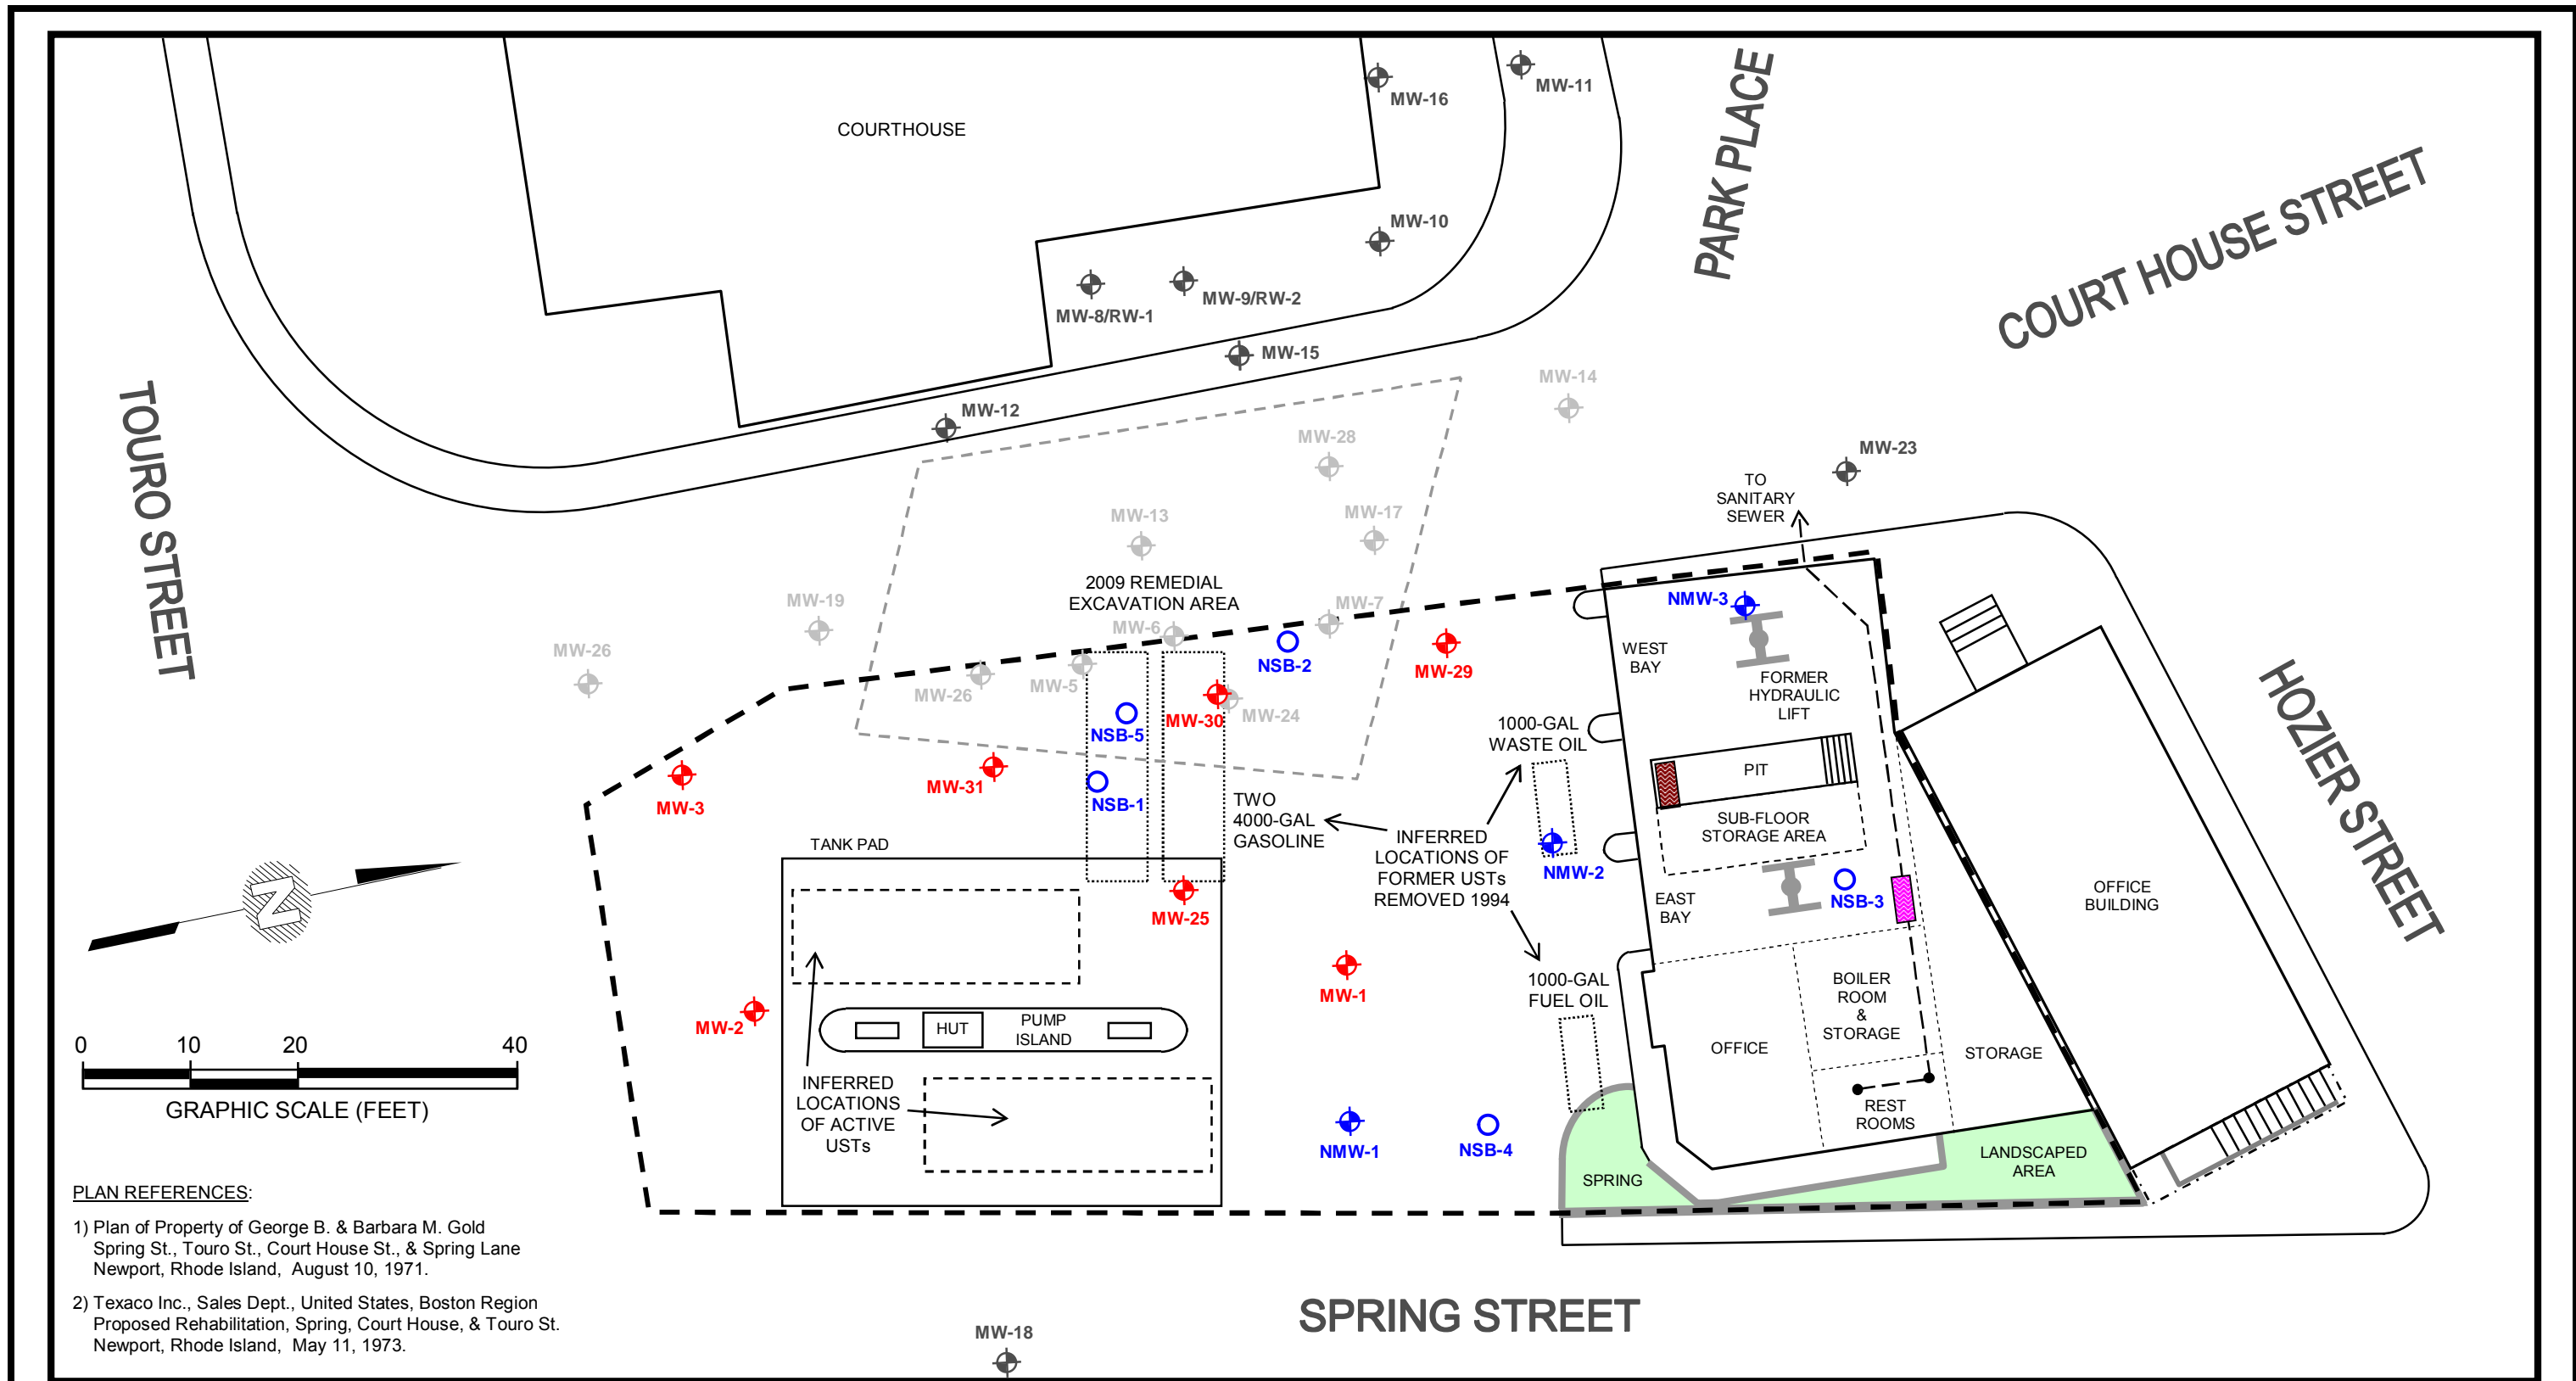 COURTHOUSE
MW-16
MW-11
PARK PLACE
COURT HOUSE STREET
MW-10
MW-8/RW-1
MW-9/RW-2
MW-15
MW-12
MW-14
MW-28
MW-23
TOURO STREET
MW-13
MW-17
TO
SANITARY
SEWER
2009 REMEDIAL
EXCAVATION AREA
MW-19
MW-7
MW-6
NMW-3
MW-26
MW-26
MW-5
NSB-2
MW-29
WEST
BAY
FORMER
HYDRAULIC
LIFT
HOZIER STREET
NSB-5
MW-30
MW-24
1000-GAL
WASTE OIL
MW-3
MW-31
NSB-1
TWO
4000-GAL
GASOLINE
PIT
SUB-FLOOR
STORAGE AREA
TANK PAD
INFERRED
LOCATIONS OF
FORMER USTs
REMOVED 1994
NMW-2
N
MW-25
EAST
BAY
NSB-3
OFFICE
BUILDING
MW-1
1000-GAL
FUEL OIL
BOILER
ROOM
&
STORAGE
MW-2
HUT
PUMP
ISLAND
OFFICE
STORAGE
0 10 20 40
GRAPHIC SCALE (FEET)
INFERRED
LOCATIONS
OF ACTIVE
USTs
REST
ROOMS
NMW-1
NSB-4
SPRING
LANDSCAPED
AREA
PLAN REFERENCES:
1) Plan of Property of George B. & Barbara M. Gold
Spring St., Touro St., Court House St., & Spring Lane
Newport, Rhode Island, August 10, 1971.
2) Texaco Inc., Sales Dept., United States, Boston Region
Proposed Rehabilitation, Spring, Court House, & Touro St.
Newport, Rhode Island, May 11, 1973.
SPRING STREET
MW-18